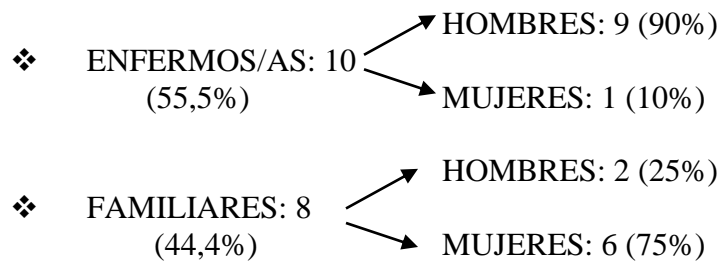 HOMBRES: 9 (90%)
❖ ENFERMOS/AS: 10
(55,5%)
MUJERES: 1 (10%)
HOMBRES: 2 (25%)
❖ FAMILIARES: 8
(44,4%)
MUJERES: 6 (75%)